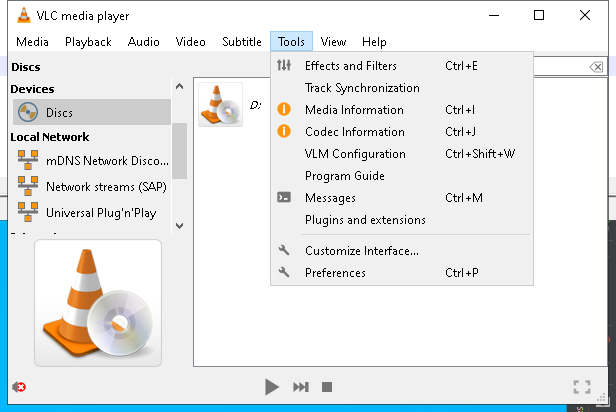 VLC media player
Media Playback Audio Video Subtitle Tools View Help
Discs
Devices
Discs
Local Network
mDNS Network Disco...
Network streams (SAP)
Universal Plug'n'Play
D:
Effects and Filters Ctrl+E
Track Synchronization
Media Information Ctrl+I
Codec Information Ctrl+J
VLM Configuration Ctrl+Shift+W
Program Guide
Messages Ctrl+M
Plugins and extensions
Customize Interface...
Preferences Ctrl+P